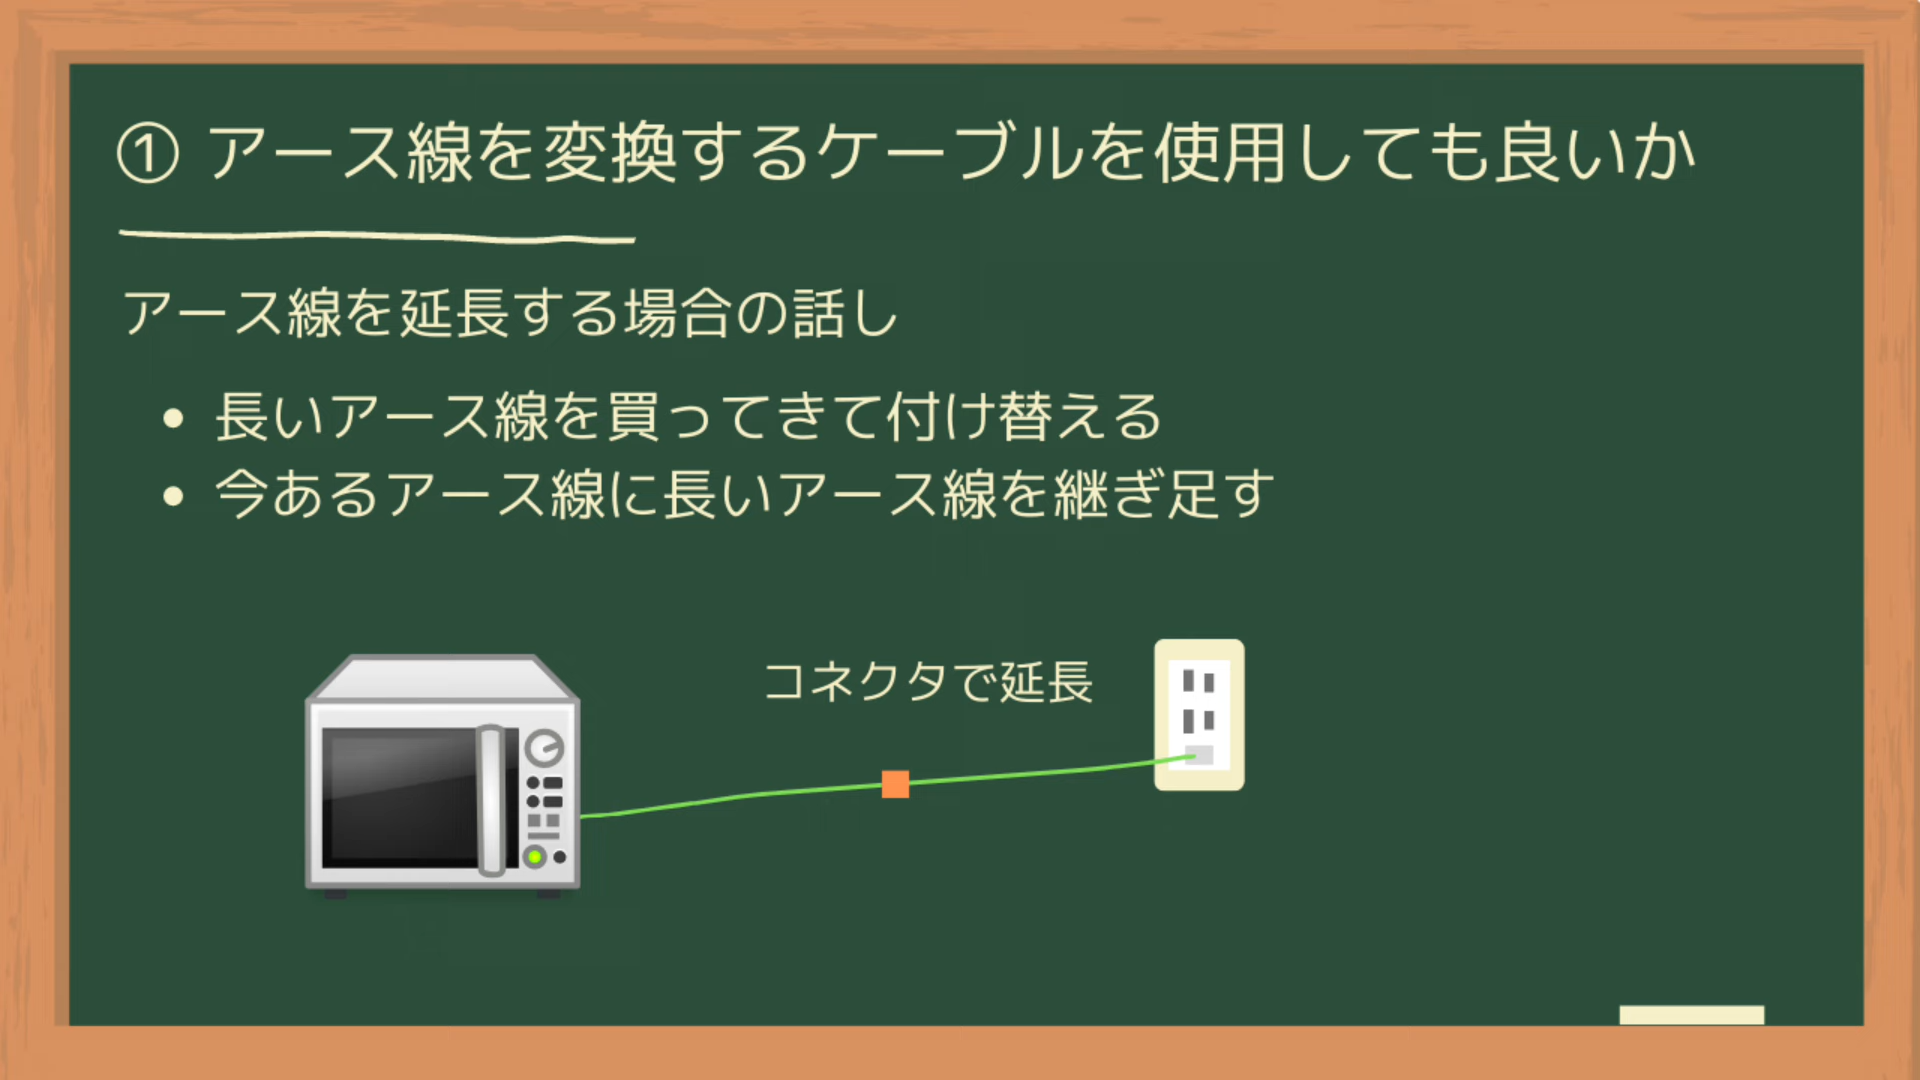 ① アース線を変換するケーブルを使用しても良いか
アース線を延長する場合の話し
• 長いアース線を買ってきて付け替える
• 今あるアース線に長いアース線を継ぎ足す
コネクタで延長